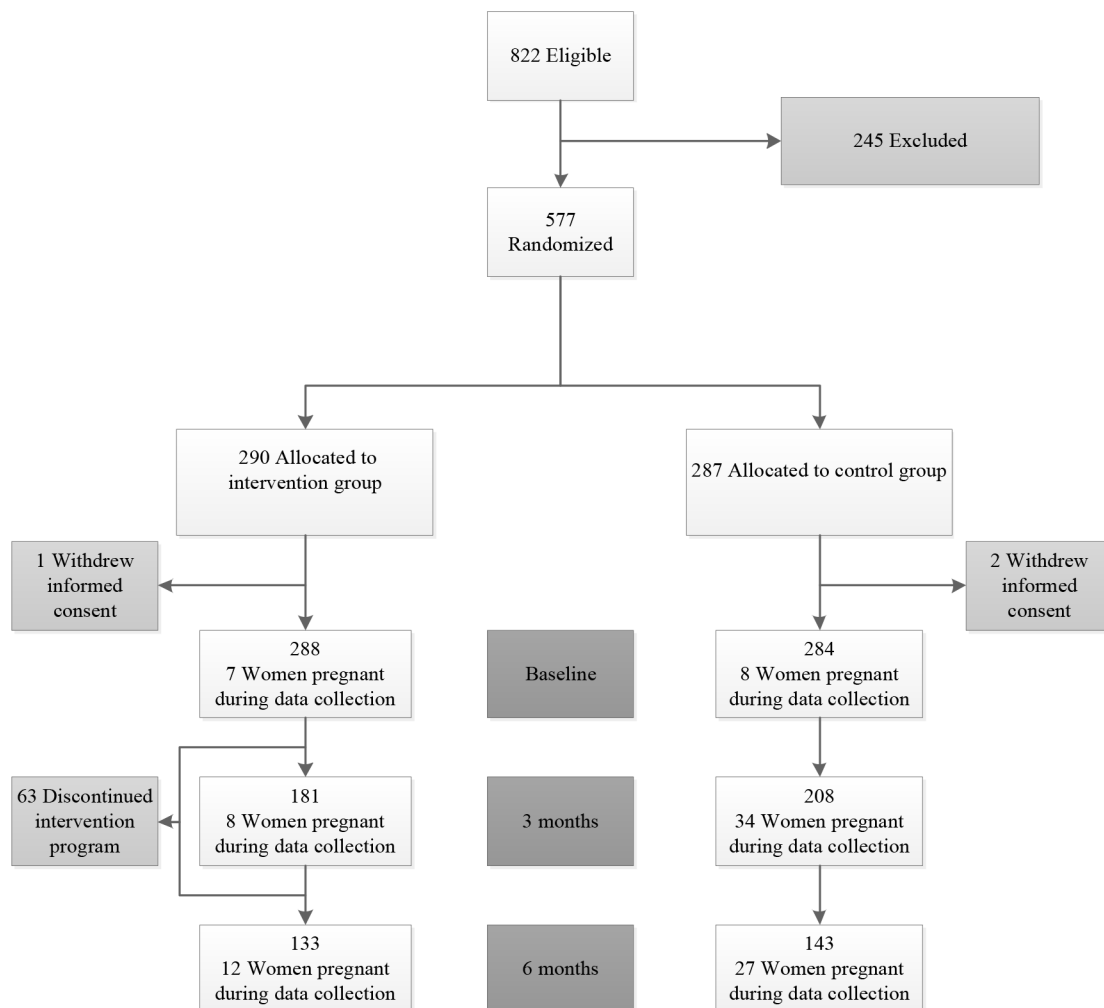 822 Eligible
245 Excluded
577
Randomized
290 Allocated to
intervention group
287 Allocated to control group
1 Withdrew
informed
consent
2 Withdrew
informed
consent
288
7 Women pregnant
during data collection
Baseline
284
8 Women pregnant
during data collection
63 Discontinued
intervention
program
181
8 Women pregnant
during data collection
3 months
208
34 Women pregnant
during data collection
133
12 Women pregnant
during data collection
6 months
143
27 Women pregnant
during data collection